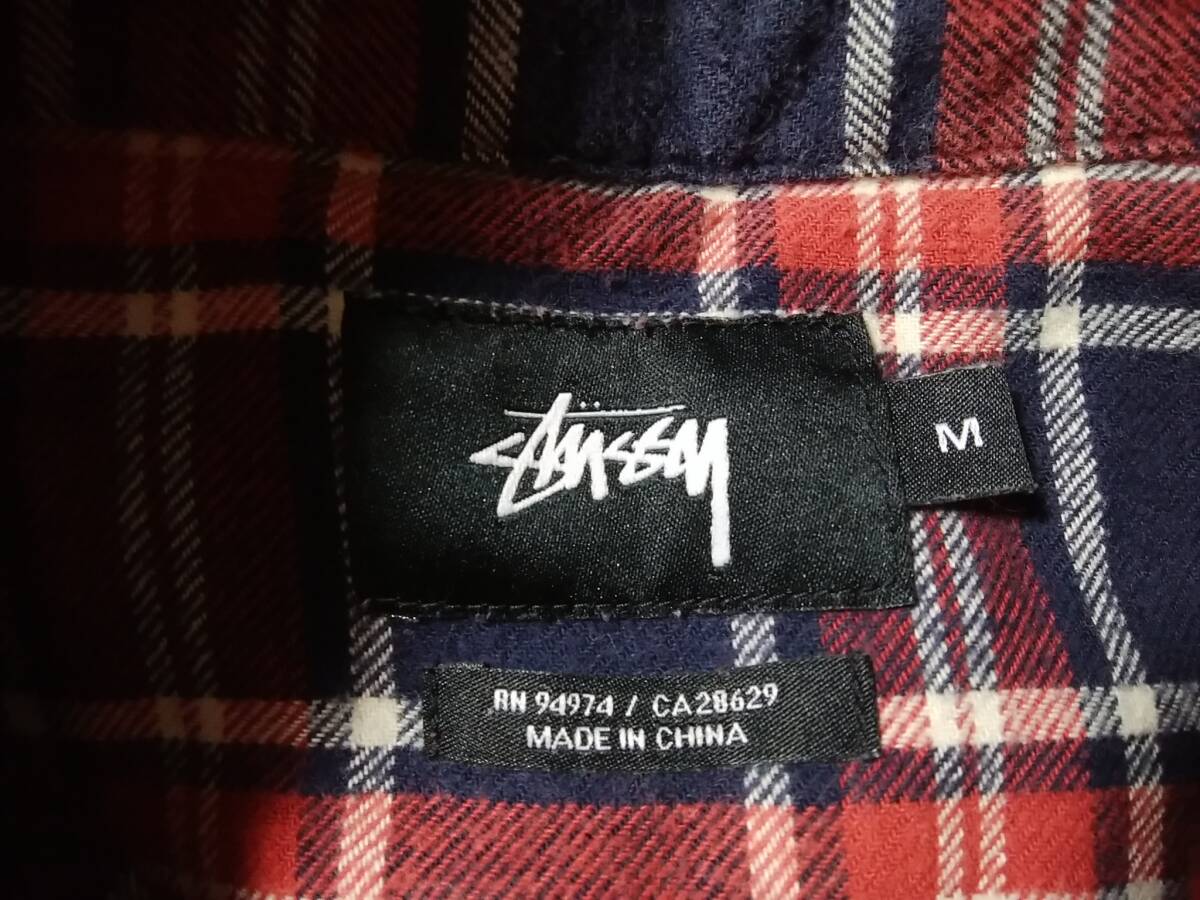 Stüssy
M
RN 94974 / CA28629
MADE IN CHINA